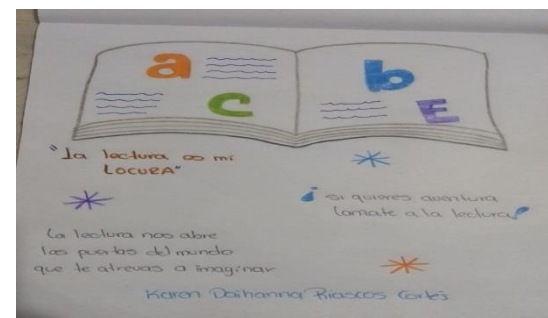 a b
c E
"La lectura es mi
LOCURA"
¡si quieres aventura
lanzate a la lectura!
La lectura nos abre
las puertas del mundo
que te atrevas a imaginar
Karen Daihanna Riascos Cortés